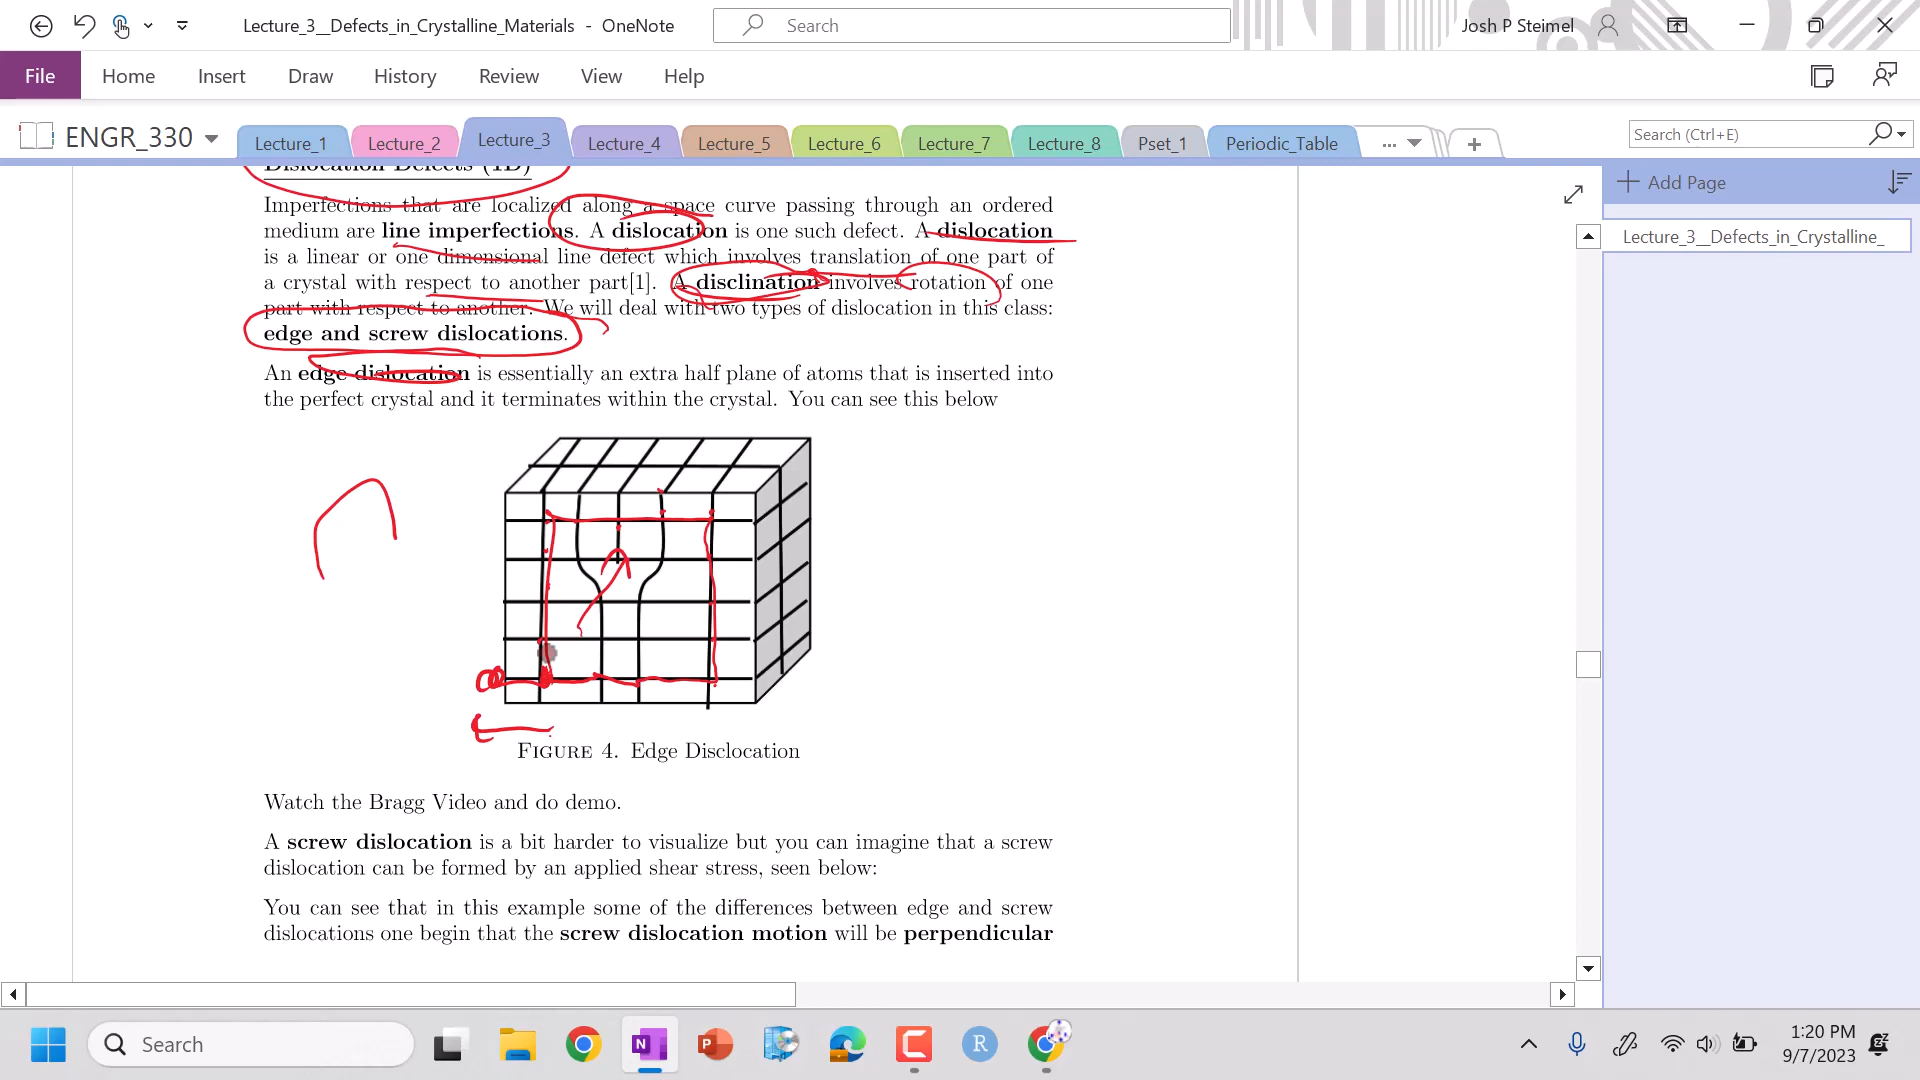 Lecture_3__Defects_in_Crystalline_Materials - OneNote
Search
Josh P Steimel
File Home Insert Draw History Review View Help
ENGR_330
Lecture_1 Lecture_2 Lecture_3 Lecture_4 Lecture_5 Lecture_6 Lecture_7 Lecture_8 Pset_1 Periodic_Table ... +
Search (Ctrl+E)
Add Page
Lecture_3__Defects_in_Crystalline_
Dislocation Defects (1D)
Imperfections that are localized along a space curve passing through an ordered
medium are line imperfections. A dislocation is one such defect. A dislocation
is a linear or one dimensional line defect which involves translation of one part of
a crystal with respect to another part[1]. A disclination involves rotation of one
part with respect to another. We will deal with two types of dislocation in this class:
edge and screw dislocations.
An edge dislocation is essentially an extra half plane of atoms that is inserted into
the perfect crystal and it terminates within the crystal. You can see this below
Figure 4. Edge Disclocation
Watch the Bragg Video and do demo.
A screw dislocation is a bit harder to visualize but you can imagine that a screw
dislocation can be formed by an applied shear stress, seen below:
You can see that in this example some of the differences between edge and screw
dislocations one begin that the screw dislocation motion will be perpendicular
Search
1:20 PM
9/7/2023